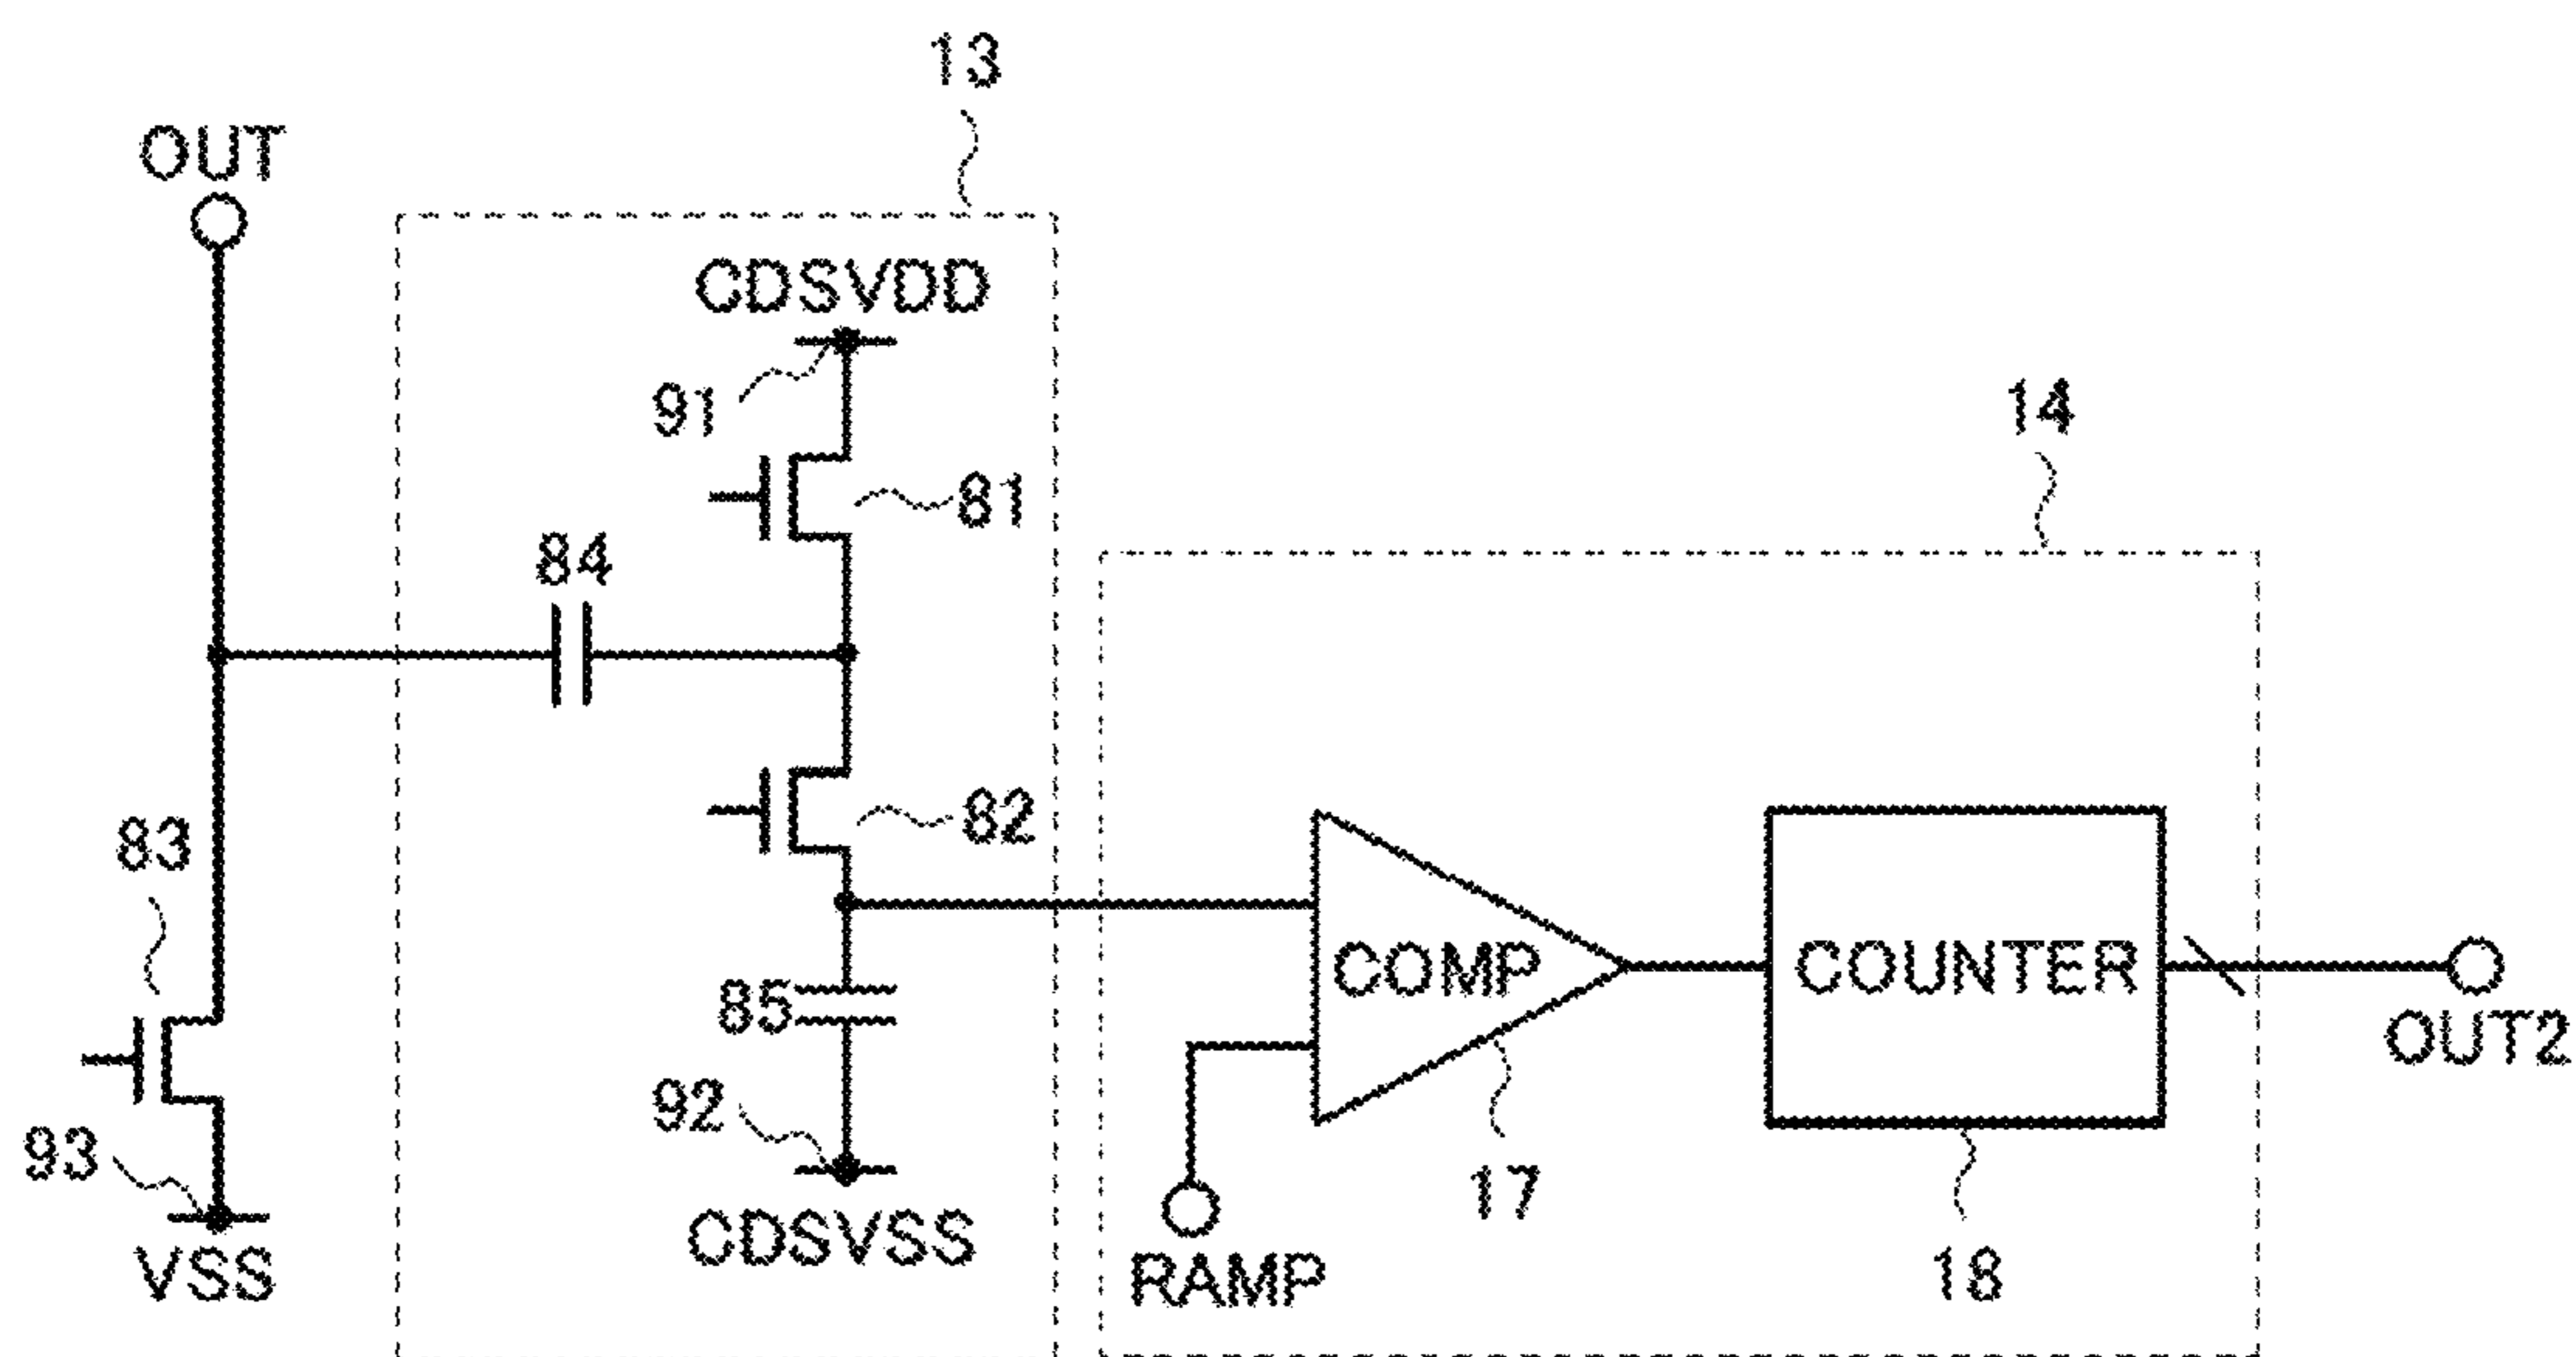 13
OUT
CDSVDD
91
14
81
84
82
83
COMP
COUNTER
85
OUT2
92
93
17
CDSVSS
VSS
RAMP
18